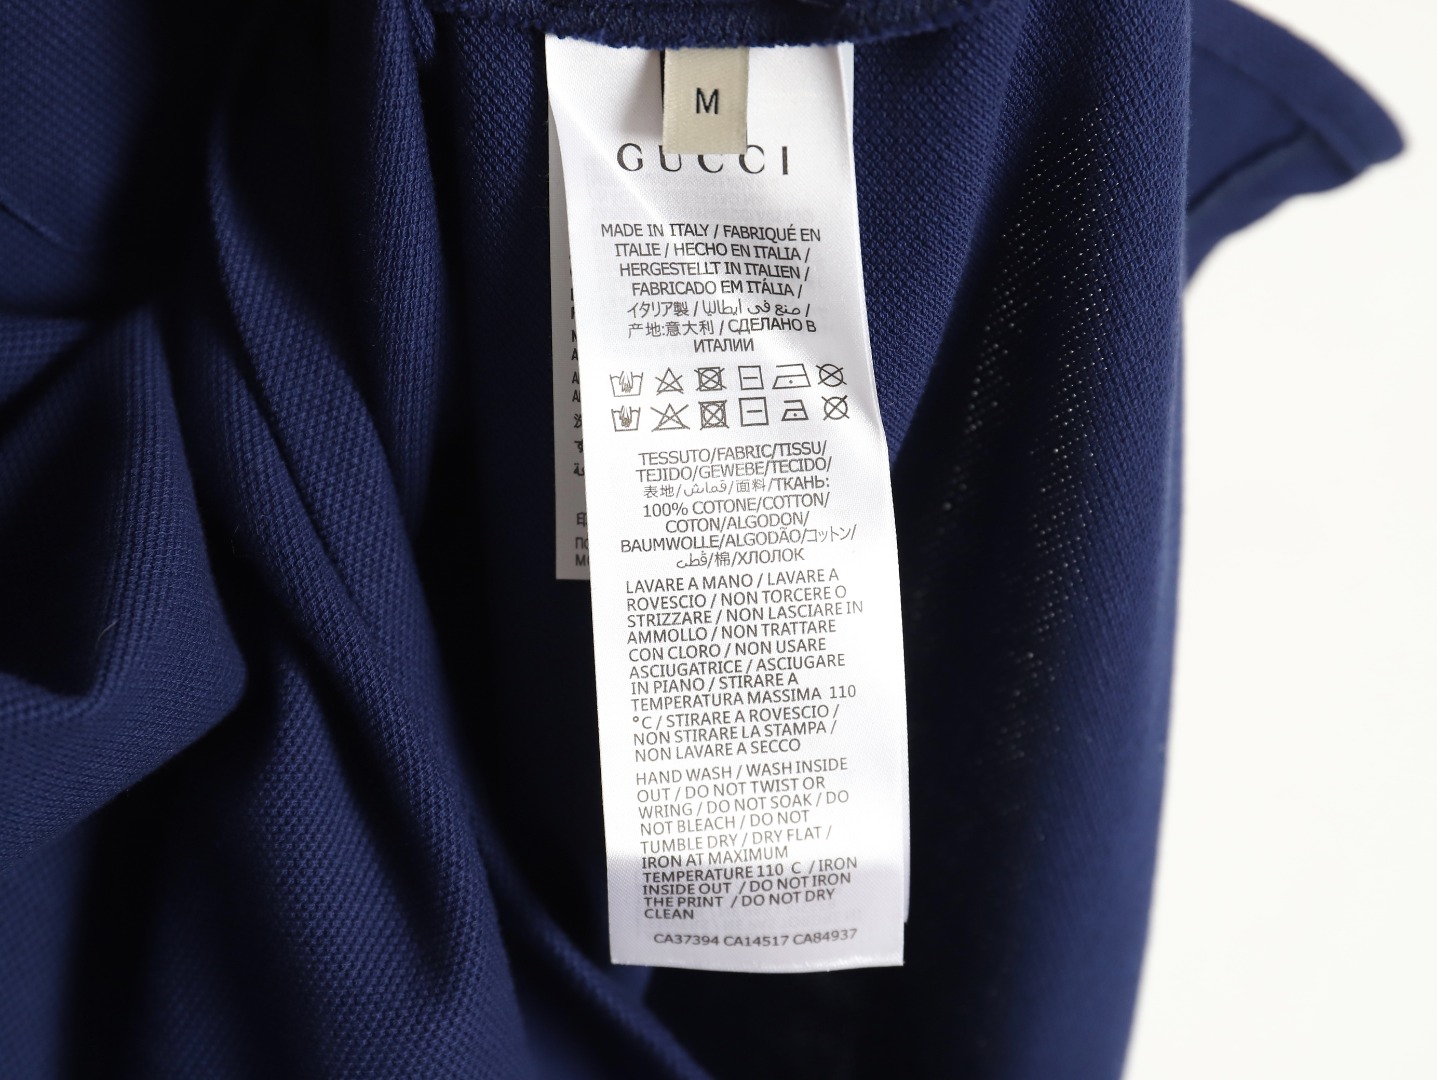 M
GUCCI
MADE IN ITALY / FABRIQUÉ EN
ITALIE / HECHO EN ITALIA /
HERGESTELLT IN ITALIEN /
FABRICADO EM ITÁLIA /
イタリア製 / صنع في ايطاليا /
产地:意大利 / СДЕЛАНО В
ИТАЛИИ
TESSUTO/FABRIC/TISSU/
TEJIDO/GEWEBE/TECIDO/
表地/قماش/面料/ТКАНЬ:
100% COTONE/COTTON/
COTON/ALGODON/
BAUMWOLLE/ALGODÃO/コットン/
قطن/棉/ХЛОПОК
LAVARE A MANO / LAVARE A
ROVESCIO / NON TORCERE O
STRIZZARE / NON LASCIARE IN
AMMOLLO / NON TRATTARE
CON CLORO / NON USARE
ASCIUGATRICE / ASCIUGARE
IN PIANO / STIRARE A
TEMPERATURA MASSIMA 110
°C / STIRARE A ROVESCIO /
NON STIRARE LA STAMPA /
NON LAVARE A SECCO
HAND WASH / WASH INSIDE
OUT / DO NOT TWIST OR
WRING / DO NOT SOAK / DO
NOT BLEACH / DO NOT
TUMBLE DRY / DRY FLAT /
IRON AT MAXIMUM
TEMPERATURE 110 C / IRON
INSIDE OUT / DO NOT IRON
THE PRINT / DO NOT DRY
CLEAN
CA37394 CA14517 CA84937